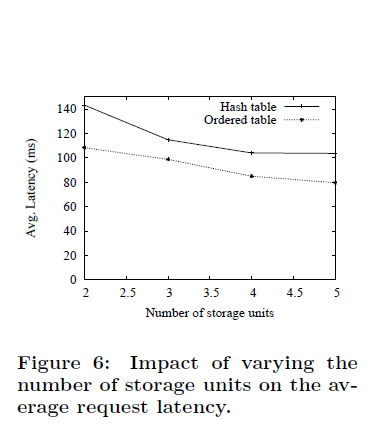 Hash table
Ordered table
140
120
100
80
60
40
20
0
Avg. Latency (ms)
2 2.5 3 3.5 4 4.5 5
Number of storage units
Figure 6: Impact of varying the
number of storage units on the av-
erage request latency.